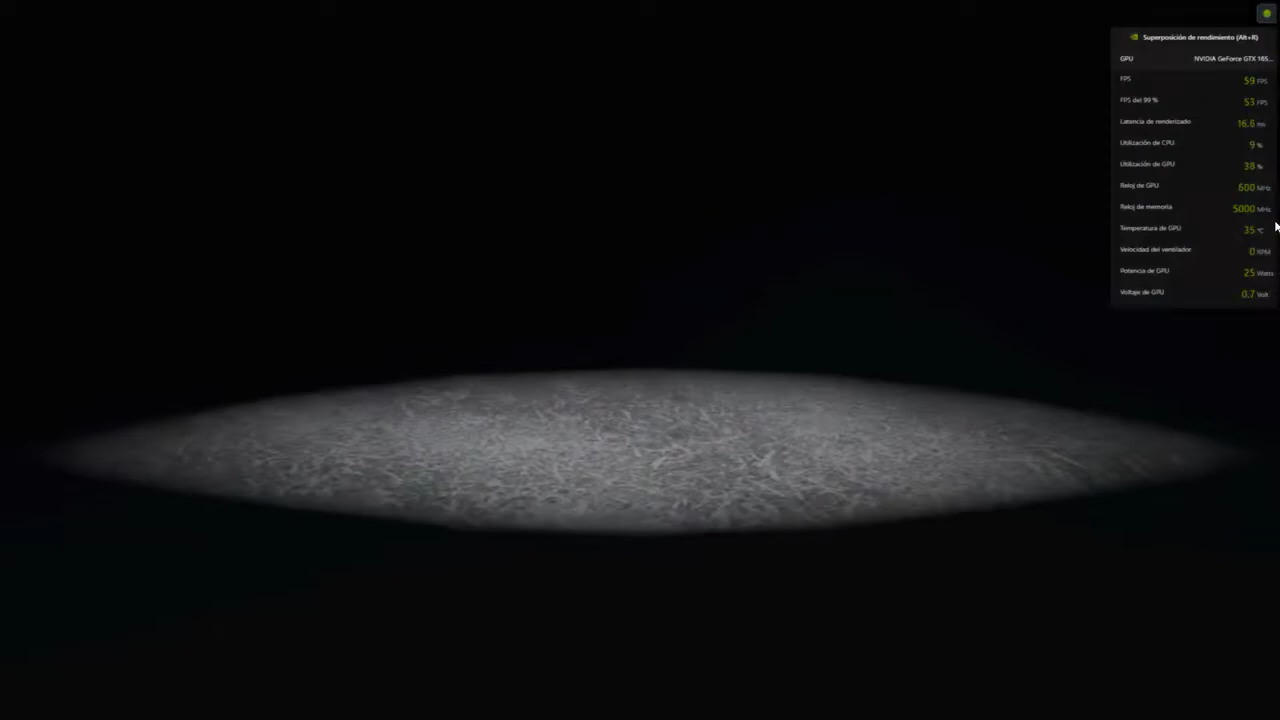 Superposición de rendimiento (Alt+R)
GPU NVIDIA GeForce GTX 165...
FPS 59 FPS
FPS del 99 % 53 FPS
Latencia de renderizado 16.6 ms
Utilización de CPU 9 %
Utilización de GPU 38 %
Reloj de GPU 600 MHz
Reloj de memoria 5000 MHz
Temperatura de GPU 35 °C
Velocidad del ventilador 0 RPM
Potencia de GPU 25 Watts
Voltaje de GPU 0.7 Volt